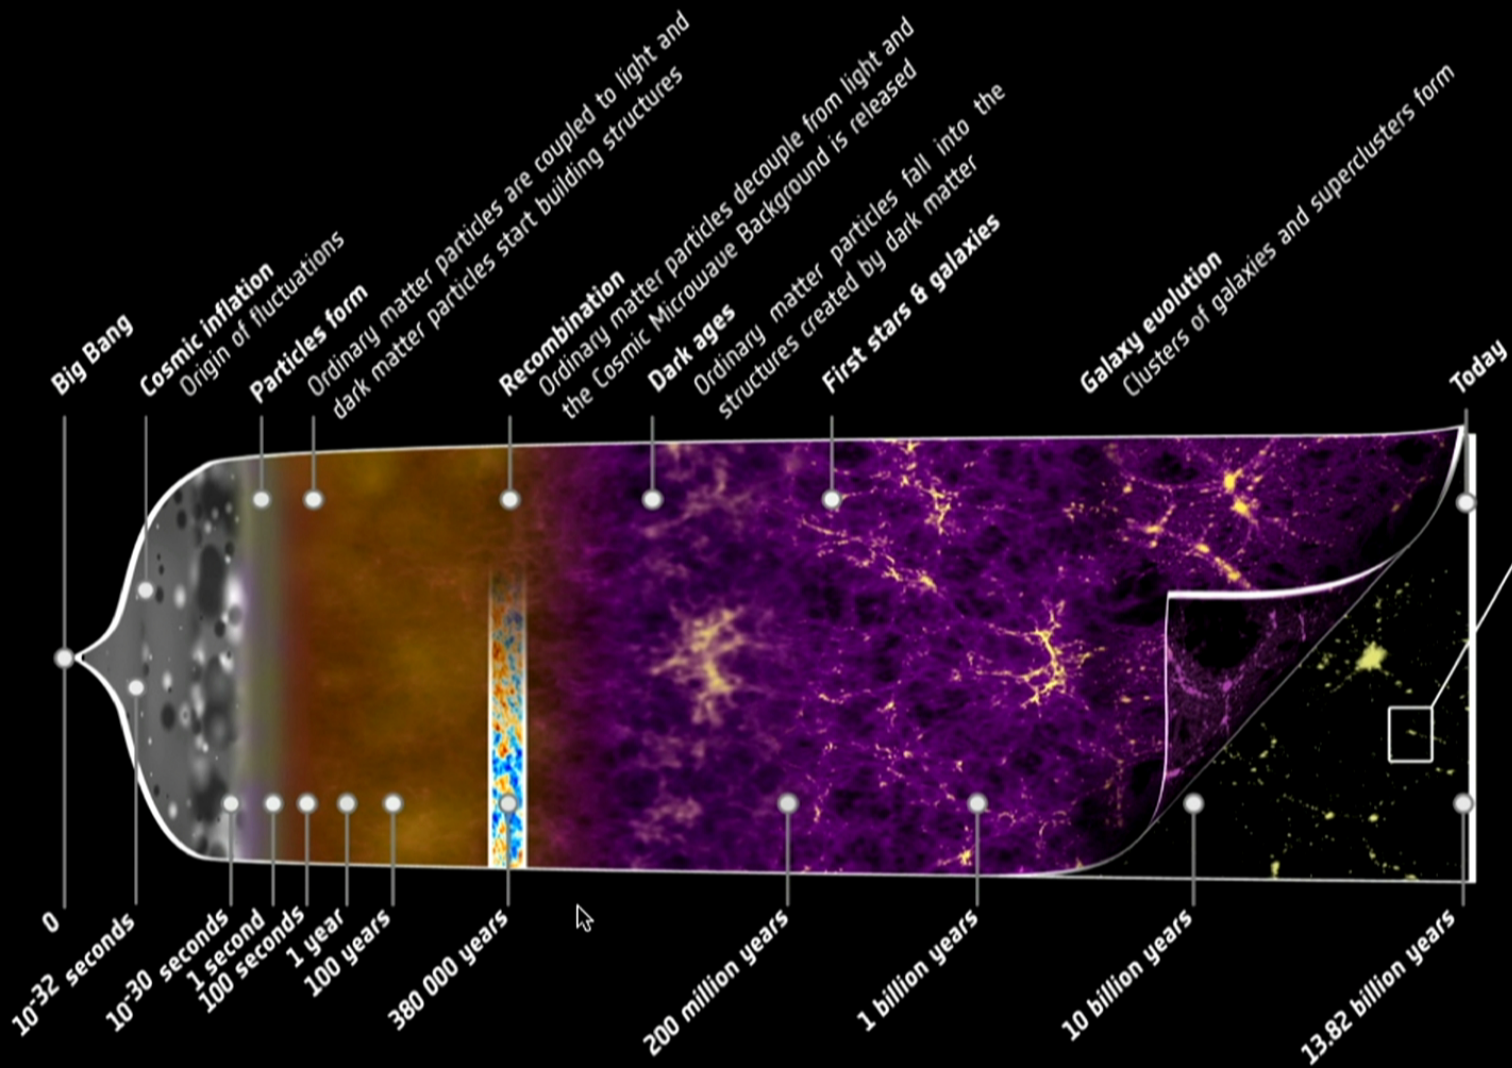 Big Bang
Cosmic inflation
Origin of fluctuations
Particles form
Ordinary matter particles are coupled to light and
dark matter particles start building structures
Recombination
Ordinary matter particles decouple from light and
the Cosmic Microwave Background is released
Dark ages
Ordinary matter particles fall into the
structures created by dark matter
First stars & galaxies
Galaxy evolution
Clusters of galaxies and superclusters form
Today
0
10⁻³² seconds
10⁻³⁰ seconds
1 second
100 seconds
1 year
100 years
380 000 years
200 million years
1 billion years
10 billion years
13.82 billion years